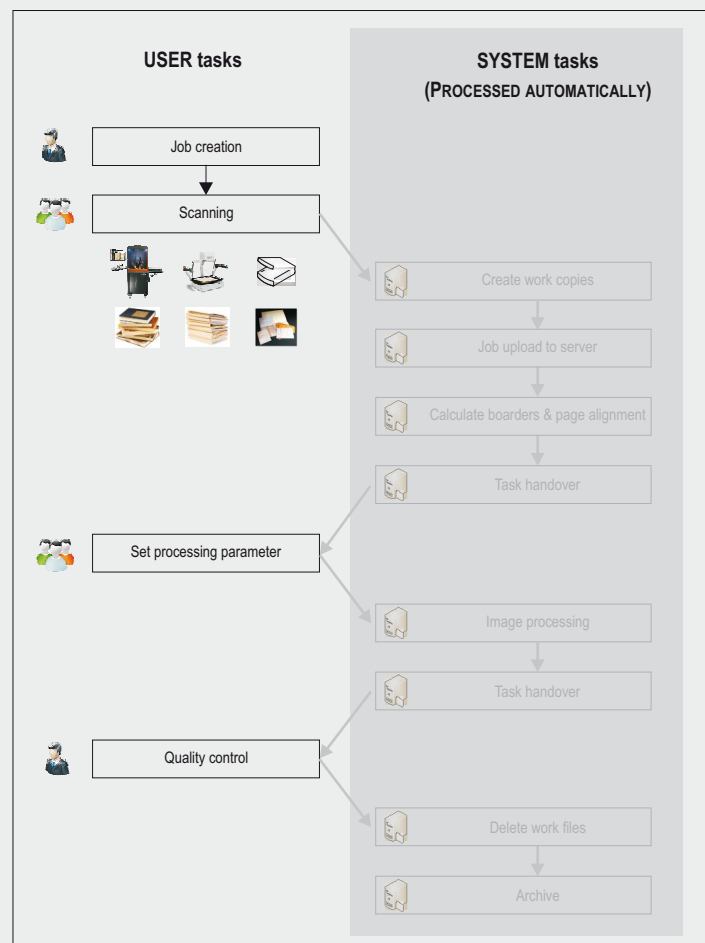 USER tasks
SYSTEM tasks
(PROCESSED AUTOMATICALLY)
Job creation
Scanning
Create work copies
Job upload to server
Calculate boarders & page alignment
Task handover
Set processing parameter
Image processing
Task handover
Quality control
Delete work files
Archive